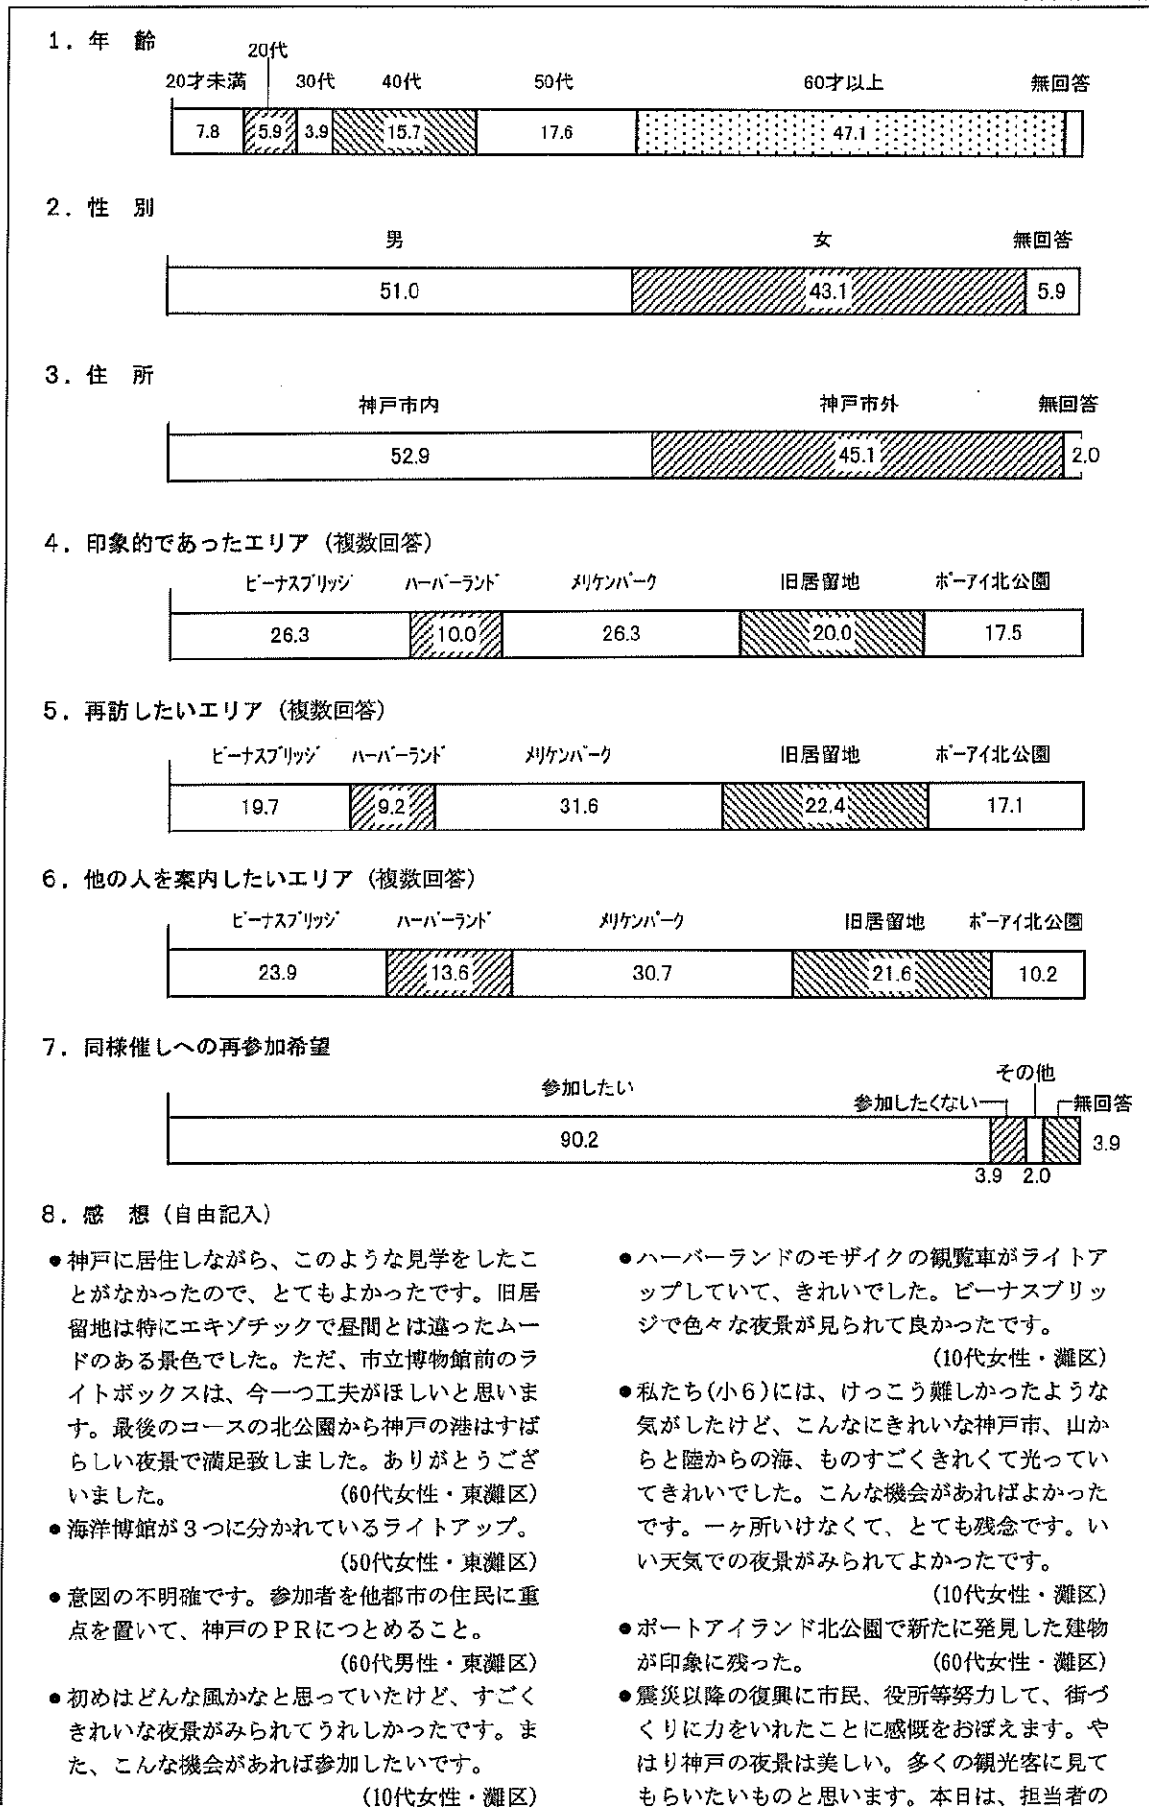 1．年　齢
20代
20才未満　30代　40代　50代　60才以上　無回答
7.8　5.9　3.9　15.7　17.6　47.1
2．性　別
男　女　無回答
51.0　43.1　5.9
3．住　所
神戸市内　神戸市外　無回答
52.9　45.1　2.0
4．印象的であったエリア（複数回答）
ビーナスブリッジ　ハーバーランド　メリケンパーク　旧居留地　ポーアイ北公園
26.3　10.0　26.3　20.0　17.5
5．再訪したいエリア（複数回答）
ビーナスブリッジ　ハーバーランド　メリケンパーク　旧居留地　ポーアイ北公園
19.7　9.2　31.6　22.4　17.1
6．他の人を案内したいエリア（複数回答）
ビーナスブリッジ　ハーバーランド　メリケンパーク　旧居留地　ポーアイ北公園
23.9　13.6　30.7　21.6　10.2
7．同様催しへの再参加希望
その他
参加したい　参加したくない　無回答
90.2　3.9
3.9　2.0
8．感　想（自由記入）
●神戸に居住しながら、このような見学をしたこ
とがなかったので、とてもよかったです。旧居
留地は特にエキゾチックで昼間とは違ったムー
ドのある景色でした。ただ、市立博物館前のラ
イトボックスは、今一つ工夫がほしいと思いま
す。最後のコースの北公園から神戸の港はすば
らしい夜景で満足致しました。ありがとうござ
いました。　（60代女性・東灘区）
●海洋博館が３つに分かれているライトアップ。
（50代女性・東灘区）
●意図の不明確です。参加者を他都市の住民に重
点を置いて、神戸のＰＲにつとめること。
（60代男性・東灘区）
●初めはどんな風かなと思っていたけど、すごく
きれいな夜景がみられてうれしかったです。ま
た、こんな機会があれば参加したいです。
（10代女性・灘区）
●ハーバーランドのモザイクの観覧車がライトア
ップしていて、きれいでした。ビーナスブリッ
ジで色々な夜景が見られて良かったです。
（10代女性・灘区）
●私たち(小６)には、けっこう難しかったような
気がしたけど、こんなにきれいな神戸市、山か
らと陸からの海、ものすごくきれくて光ってい
てきれいでした。こんな機会があればよかった
です。一ヶ所いけなくて、とても残念です。い
い天気での夜景がみられてよかったです。
（10代女性・灘区）
●ポートアイランド北公園で新たに発見した建物
が印象に残った。　（60代女性・灘区）
●震災以降の復興に市民、役所等努力して、街づ
くりに力をいれたことに感慨をおぼえます。や
はり神戸の夜景は美しい。多くの観光客に見て
もらいたいものと思います。本日は、担当者の